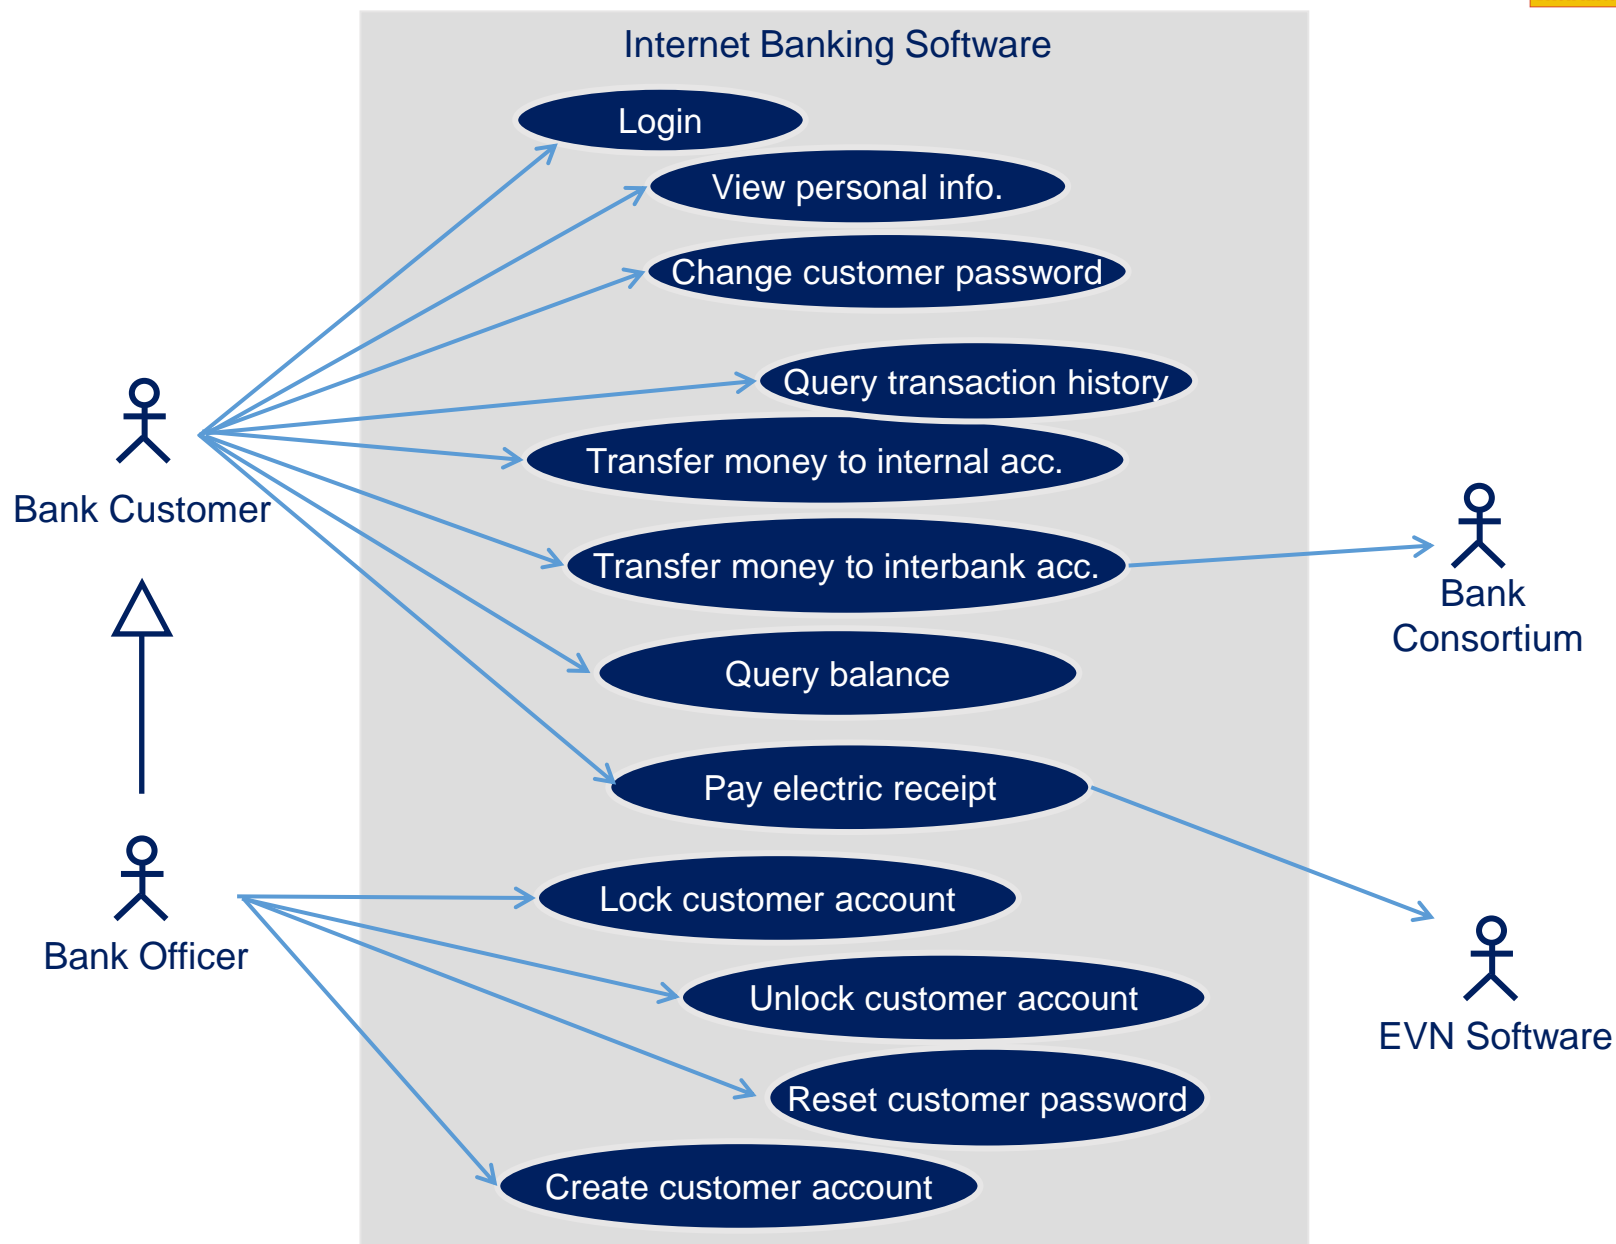 Internet Banking Software
Login
View personal info.
Change customer password
Query transaction history
Transfer money to internal acc.
Bank Customer
Transfer money to interbank acc.
Bank
Consortium
Query balance
Pay electric receipt
Lock customer account
Bank Officer
Unlock customer account
EVN Software
Reset customer password
Create customer account